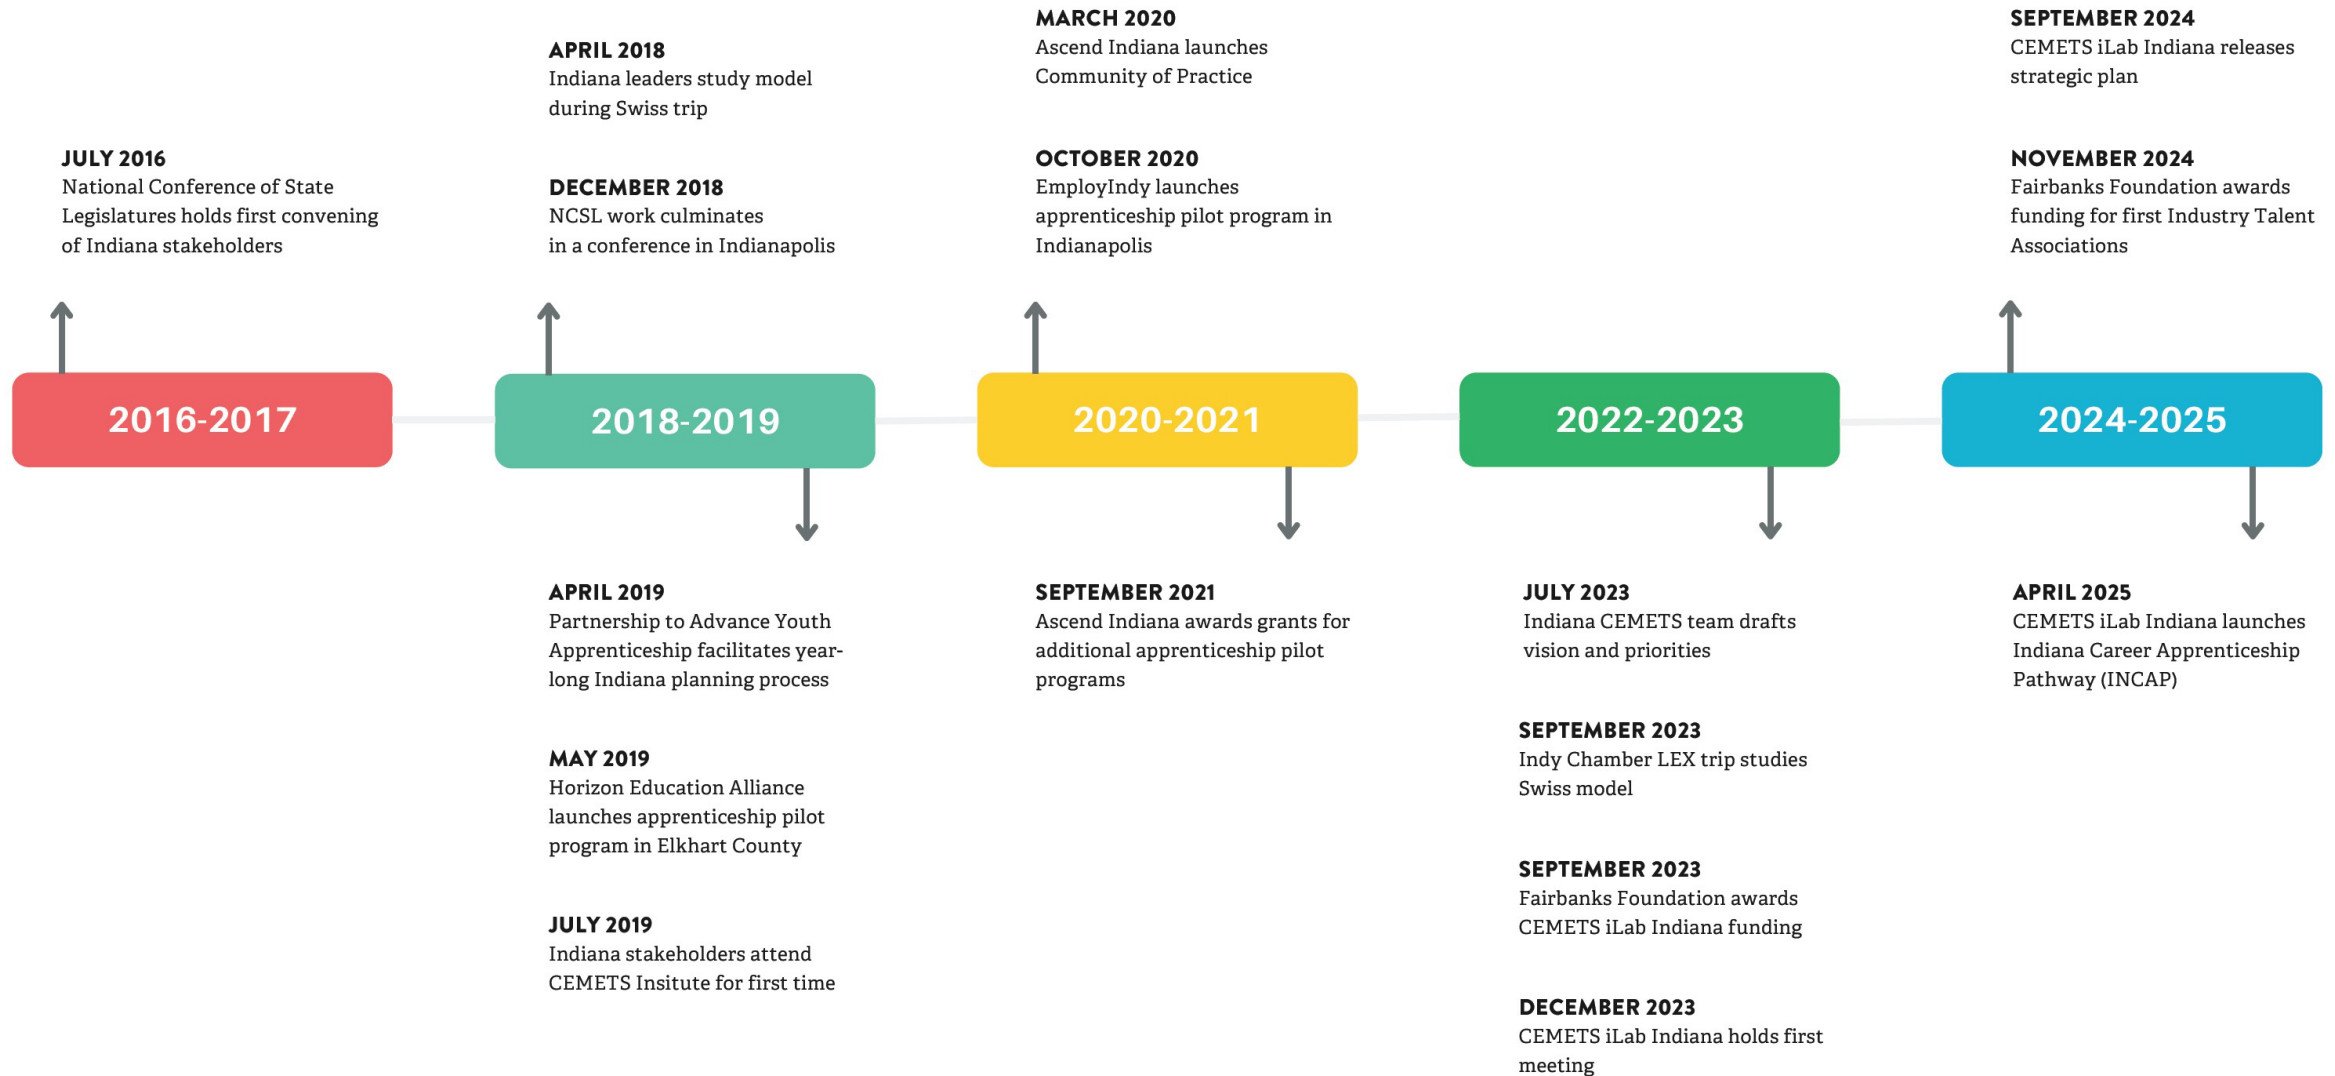 JULY 2016
National Conference of State
Legislatures holds first convening
of Indiana stakeholders
2016-2017
APRIL 2018
Indiana leaders study model
during Swiss trip
DECEMBER 2018
NCSL work culminates
in a conference in Indianapolis
2018-2019
APRIL 2019
Partnership to Advance Youth
Apprenticeship facilitates year-
long Indiana planning process
MAY 2019
Horizon Education Alliance
launches apprenticeship pilot
program in Elkhart County
JULY 2019
Indiana stakeholders attend
CEMETS Insitute for first time
MARCH 2020
Ascend Indiana launches
Community of Practice
OCTOBER 2020
EmployIndy launches
apprenticeship pilot program in
Indianapolis
2020-2021
SEPTEMBER 2021
Ascend Indiana awards grants for
additional apprenticeship pilot
programs
2022-2023
JULY 2023
Indiana CEMETS team drafts
vision and priorities
SEPTEMBER 2023
Indy Chamber LEX trip studies
Swiss model
SEPTEMBER 2023
Fairbanks Foundation awards
CEMETS iLab Indiana funding
DECEMBER 2023
CEMETS iLab Indiana holds first
meeting
SEPTEMBER 2024
CEMETS iLab Indiana releases
strategic plan
NOVEMBER 2024
Fairbanks Foundation awards
funding for first Industry Talent
Associations
2024-2025
APRIL 2025
CEMETS iLab Indiana launches
Indiana Career Apprenticeship
Pathway (INCAP)